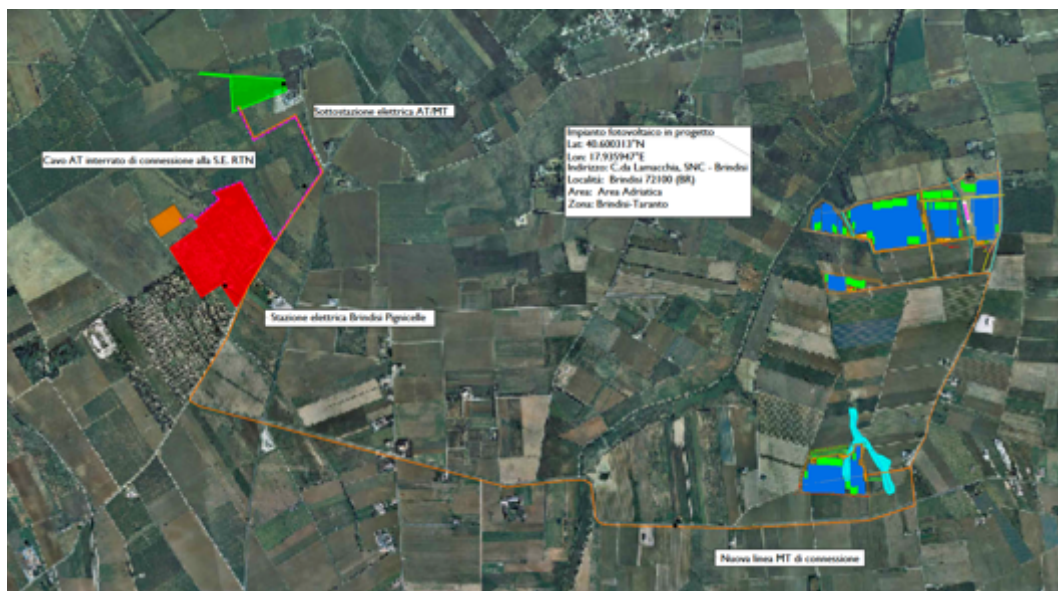 Sottostazione elettrica AT/MT
Cavo AT interrato di connessione alla S.E. RTN
Impianto fotovoltaico in progetto
Lat: 40.600313°N
Lon: 17.935947°E
Indirizzo: C.da Lamacchia, SNC - Brindisi
Località: Brindisi 72100 (BR)
Area: Area Adriatica
Zona: Brindisi-Taranto
Stazione elettrica Brindisi Pignicelle
Nuova linea MT di connessione